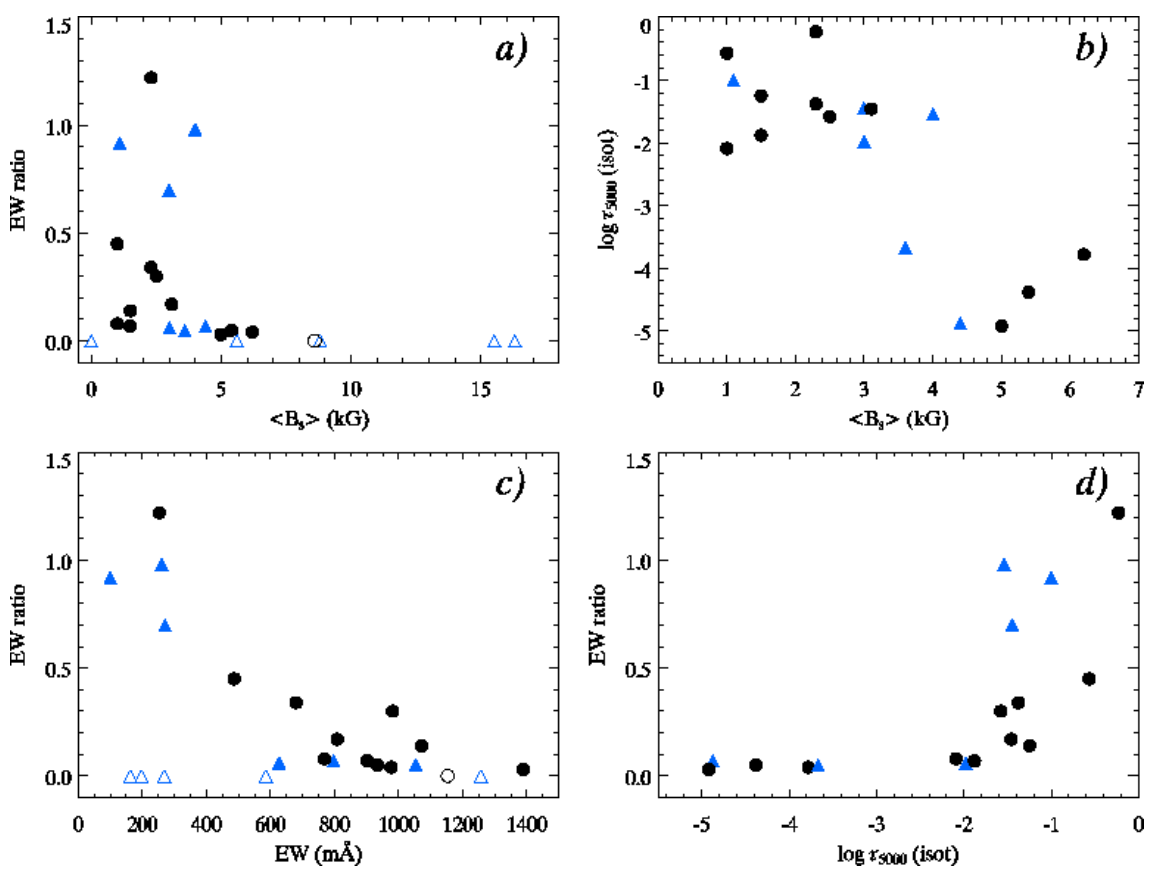 a)
1.5
1.0
0.5
0.0
EW ratio
0 5 10 15
<Bₛ> (kG)
b)
-0
-1
-2
-3
-4
-5
log τ₅₀₀₀ (isot)
0 1 2 3 4 5 6 7
<Bₛ> (kG)
c)
1.5
1.0
0.5
0.0
EW ratio
0 200 400 600 800 1000 1200 1400
EW (mÅ)
d)
1.5
1.0
0.5
0.0
EW ratio
-5 -4 -3 -2 -1 0
log τ₅₀₀₀ (isot)